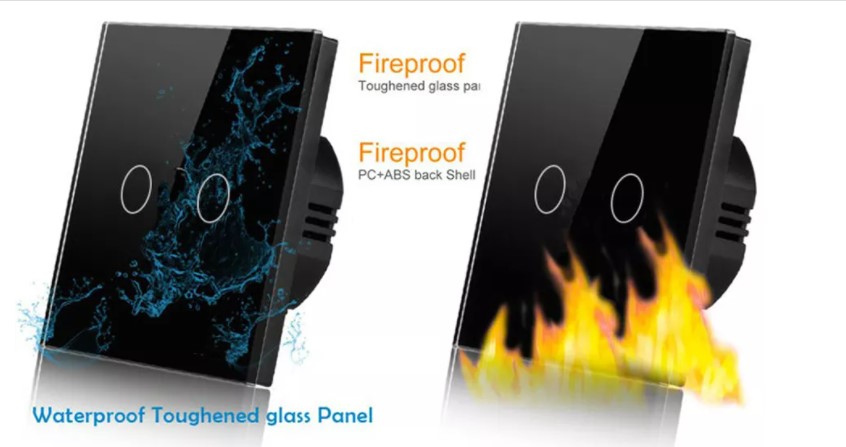 Fireproof
Toughened glass pa
Fireproof
PC+ABS back Shell
Waterproof Toughened glass Panel